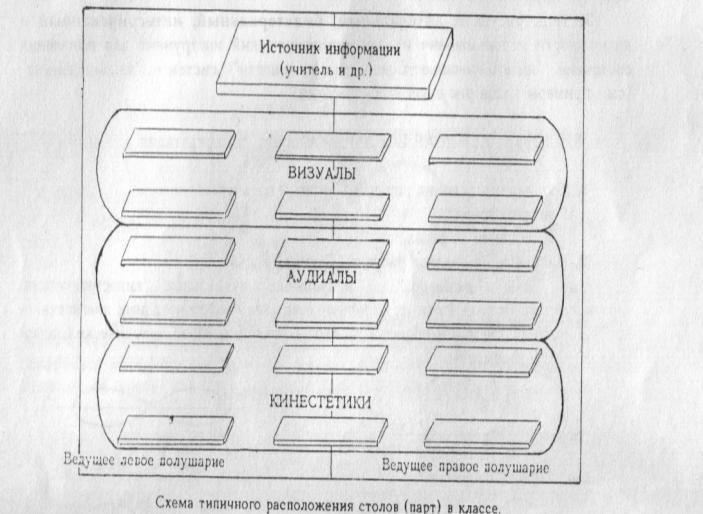 Источник информации
(учитель и др.)
ВИЗУАЛЫ
АУДИАЛЫ
КИНЕСТЕТИКИ
Ведущее левое полушарие
Ведущее правое полушарие
Схема типичного расположения столов (парт) в классе.